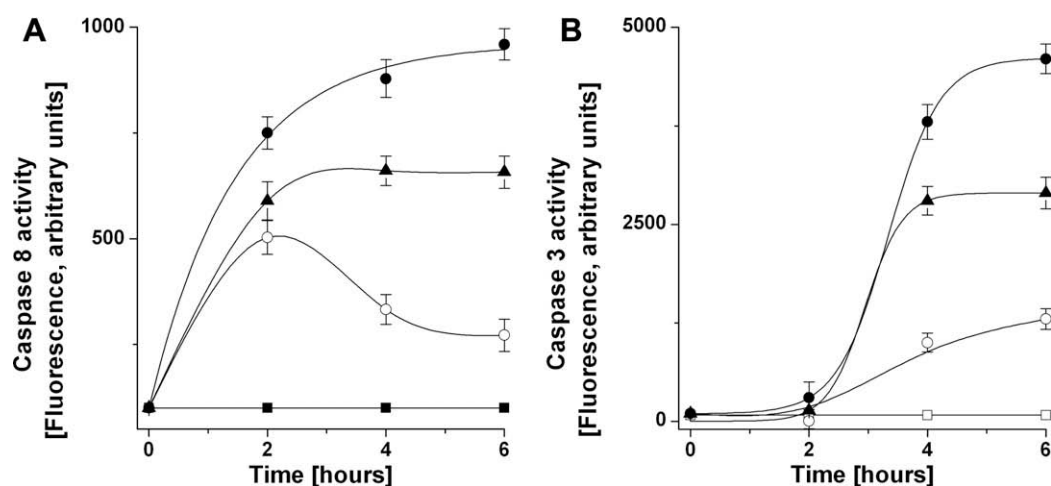 A
Caspase 8 activity
[Fluorescence, arbitrary units]
1000
500
0 2 4 6
Time [hours]
B
Caspase 3 activity
[Fluorescence, arbitrary units]
5000
2500
0
0 2 4 6
Time [hours]